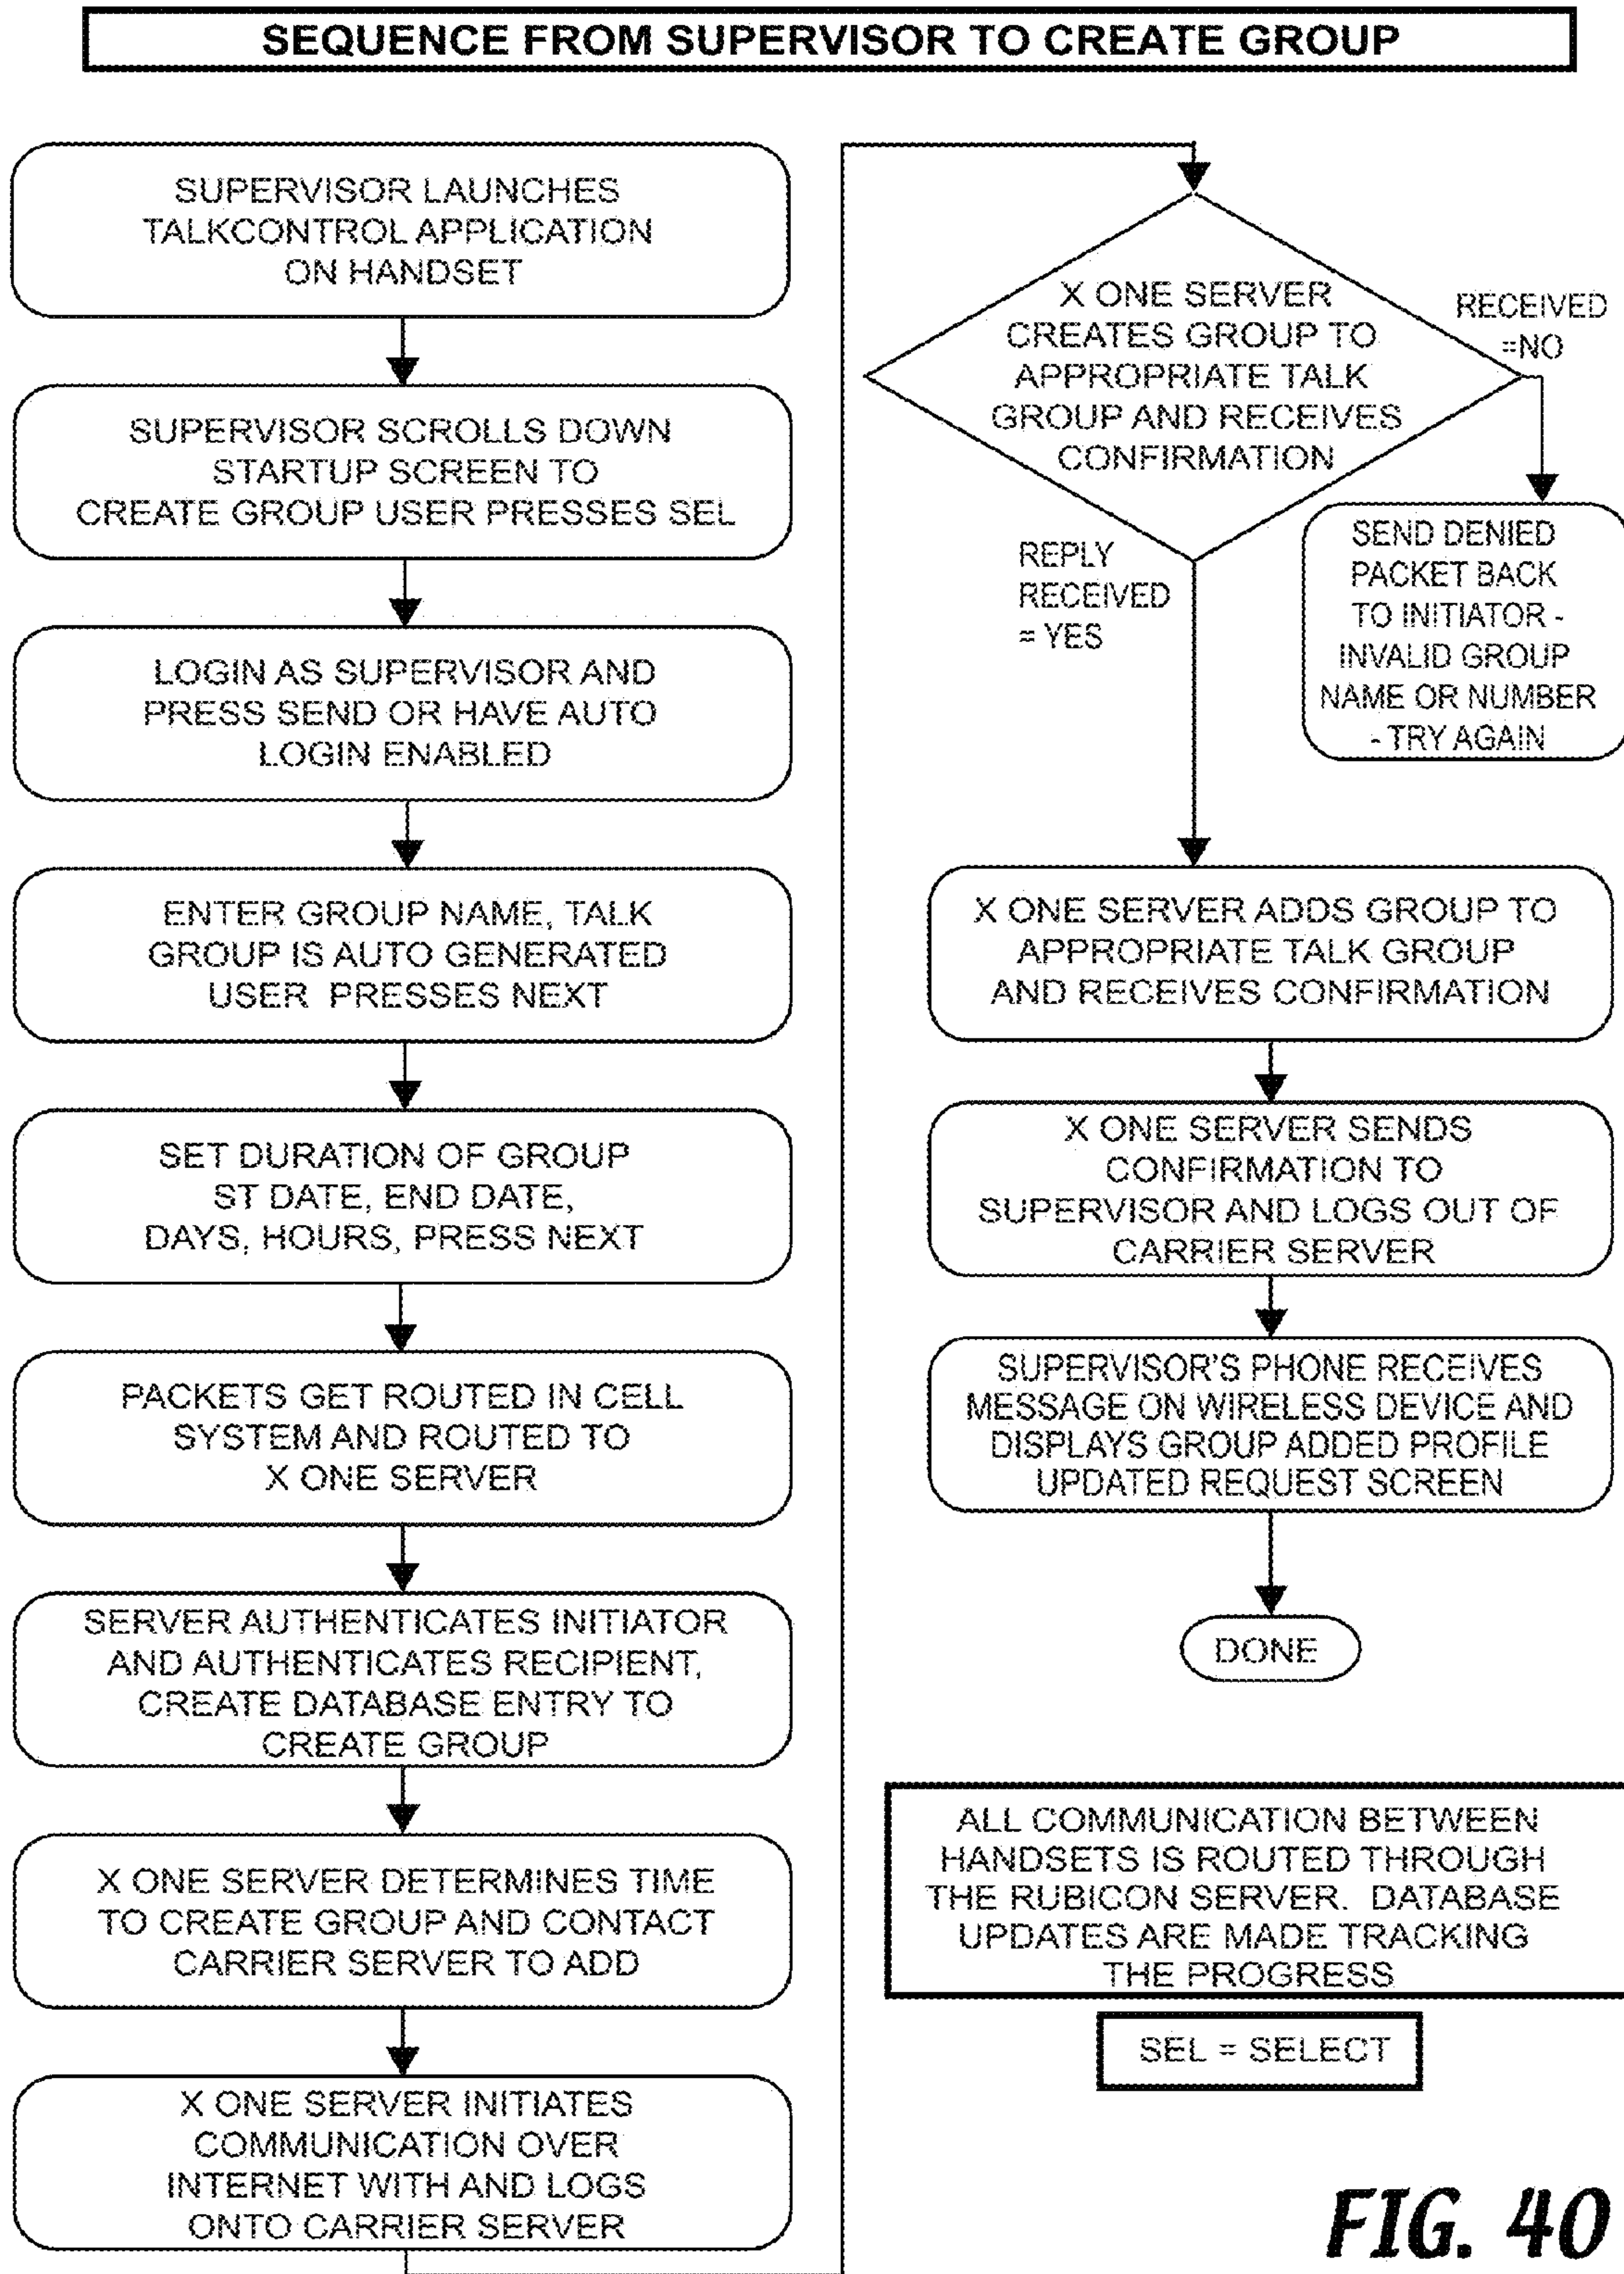 SEQUENCE FROM SUPERVISOR TO CREATE GROUP
SUPERVISOR LAUNCHES
TALKCONTROL APPLICATION
ON HANDSET
SUPERVISOR SCROLLS DOWN
STARTUP SCREEN TO
CREATE GROUP USER PRESSES SEL
LOGIN AS SUPERVISOR AND
PRESS SEND OR HAVE AUTO
LOGIN ENABLED
ENTER GROUP NAME, TALK
GROUP IS AUTO GENERATED
USER PRESSES NEXT
SET DURATION OF GROUP
ST DATE, END DATE,
DAYS, HOURS, PRESS NEXT
PACKETS GET ROUTED IN CELL
SYSTEM AND ROUTED TO
X ONE SERVER
SERVER AUTHENTICATES INITIATOR
AND AUTHENTICATES RECIPIENT,
CREATE DATABASE ENTRY TO
CREATE GROUP
X ONE SERVER DETERMINES TIME
TO CREATE GROUP AND CONTACT
CARRIER SERVER TO ADD
X ONE SERVER INITIATES
COMMUNICATION OVER
INTERNET WITH AND LOGS
ONTO CARRIER SERVER
X ONE SERVER
CREATES GROUP TO
APPROPRIATE TALK
GROUP AND RECEIVES
CONFIRMATION
RECEIVED
=NO
SEND DENIED
PACKET BACK
TO INITIATOR -
INVALID GROUP
NAME OR NUMBER
- TRY AGAIN
REPLY
RECEIVED
= YES
X ONE SERVER ADDS GROUP TO
APPROPRIATE TALK GROUP
AND RECEIVES CONFIRMATION
X ONE SERVER SENDS
CONFIRMATION TO
SUPERVISOR AND LOGS OUT OF
CARRIER SERVER
SUPERVISOR'S PHONE RECEIVES
MESSAGE ON WIRELESS DEVICE AND
DISPLAYS GROUP ADDED PROFILE
UPDATED REQUEST SCREEN
DONE
ALL COMMUNICATION BETWEEN
HANDSETS IS ROUTED THROUGH
THE RUBICON SERVER. DATABASE
UPDATES ARE MADE TRACKING
THE PROGRESS
SEL = SELECT
FIG. 40